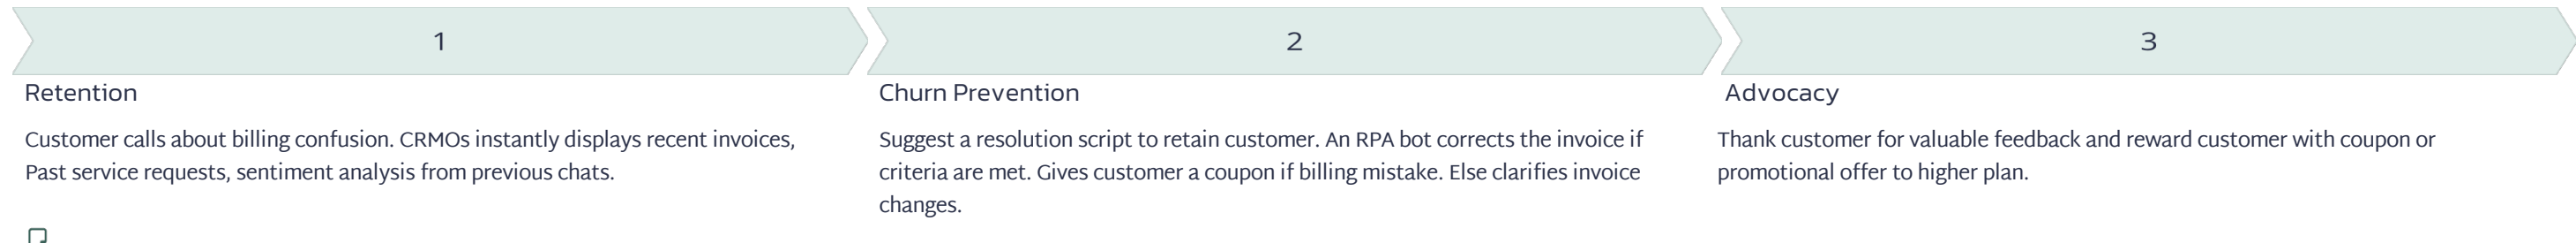 1
Retention
Customer calls about billing confusion. CRMOs instantly displays recent invoices,
Past service requests, sentiment analysis from previous chats.
2
Churn Prevention
Suggest a resolution script to retain customer. An RPA bot corrects the invoice if
criteria are met. Gives customer a coupon if billing mistake. Else clarifies invoice
changes.
3
Advocacy
Thank customer for valuable feedback and reward customer with coupon or
promotional offer to higher plan.